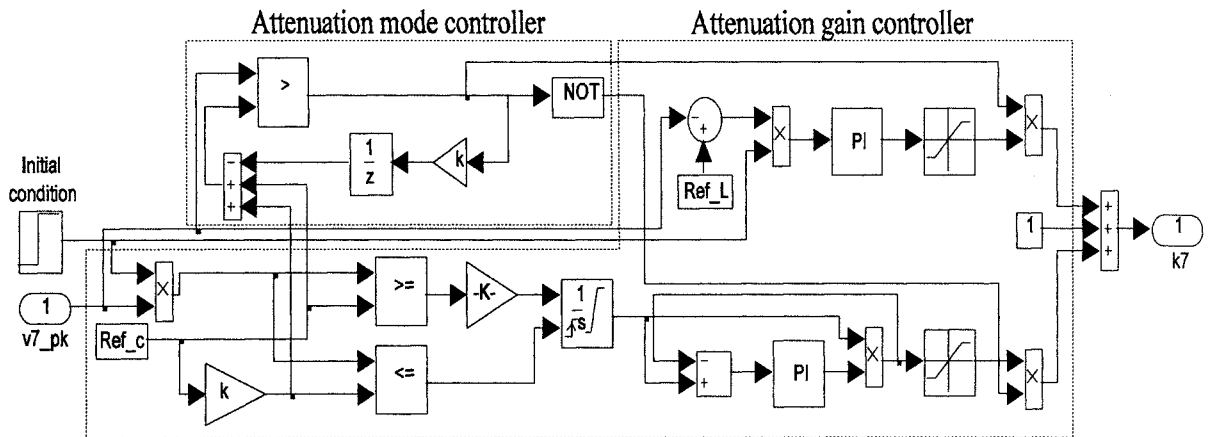 Attenuation mode controller
Attenuation gain controller
>
NOT
1
z
k
-
+
+
Initial
condition
-
+
Ref_L
X
PI
X
X
1
v7_pk
Ref_c
k
>=
<=
-K-
1
s
-
+
PI
X
X
1
+
+
+
1
k7